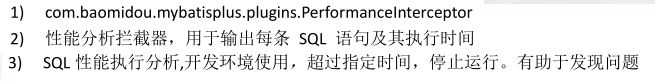 1) com.baomidou.mybatisplus.plugins.PerformanceInterceptor
2) 性能分析拦截器，用于输出每条 SQL 语句及其执行时间
3) SQL 性能执行分析,开发环境使用，超过指定时间，停止运行。有助于发现问题